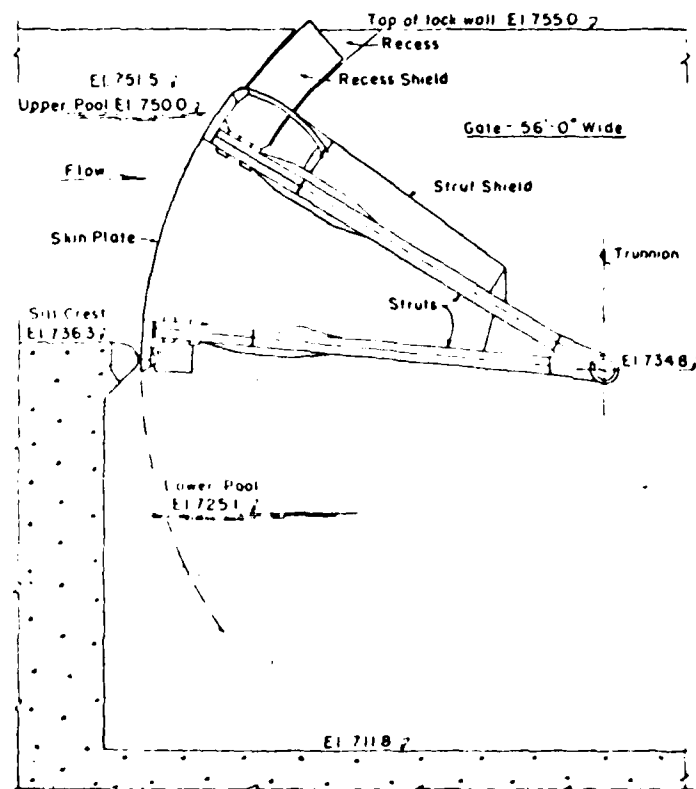 Top of lock wall El 755.0
Recess
Recess Shield
El. 751.5
Upper Pool El 750.0
Gate - 56'-0" Wide
Flow
Strut Shield
Skin Plate
Trunnion
Struts
Sill Crest
El 736.3
El 734.8
Lower Pool
El 725.1
El 711.8